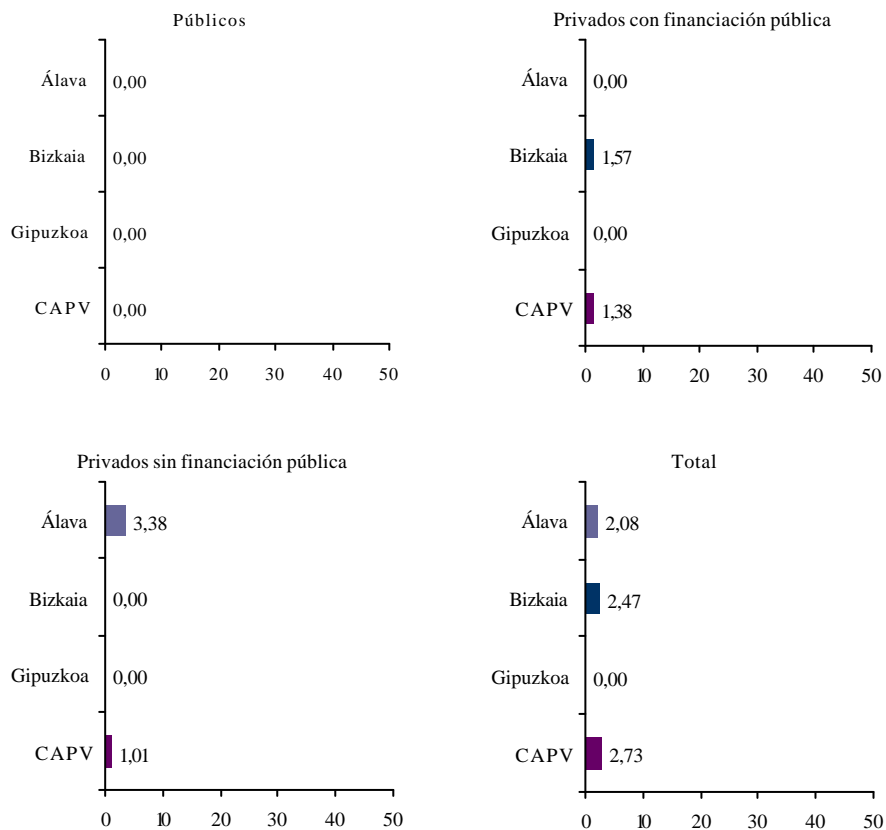 Públicos
Álava 0,00
Bizkaia 0,00
Gipuzkoa 0,00
CAPV 0,00
0 10 20 30 40 50
Privados con financiación pública
Álava 0,00
Bizkaia 1,57
Gipuzkoa 0,00
CAPV 1,38
0 10 20 30 40 50
Privados sin financiación pública
Álava 3,38
Bizkaia 0,00
Gipuzkoa 0,00
CAPV 1,01
0 10 20 30 40 50
Total
Álava 2,08
Bizkaia 2,47
Gipuzkoa 0,00
CAPV 2,73
0 10 20 30 40 50